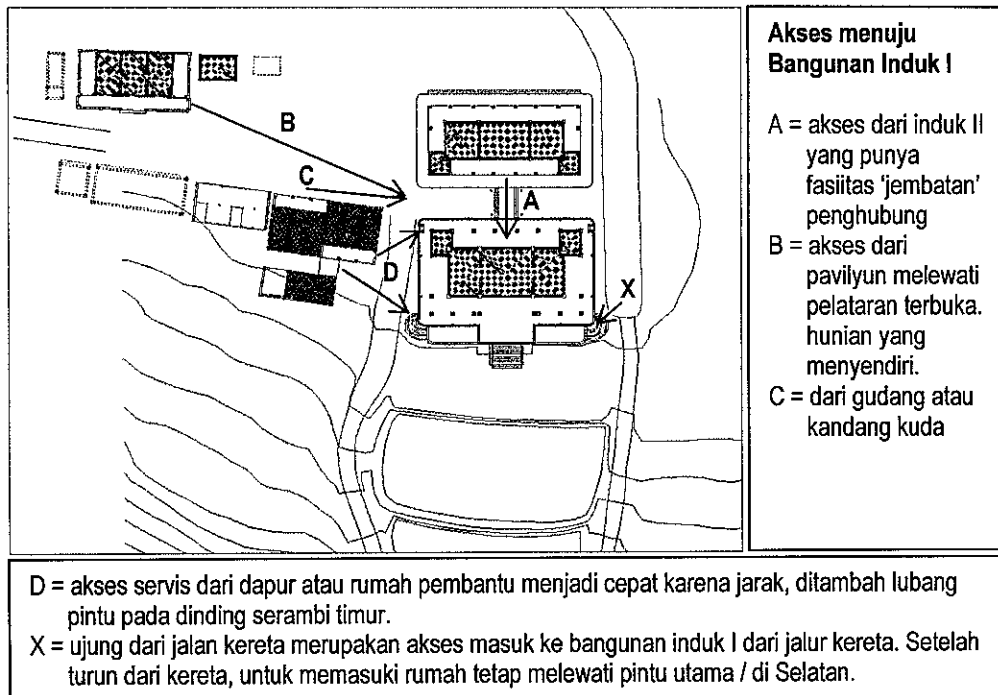 B
C
A
D
X
Akses menuju
Bangunan Induk I
A = akses dari induk II
yang punya
fasiitas 'jembatan'
penghubung
B = akses dari
pavilyun melewati
pelataran terbuka.
hunian yang
menyendiri.
C = dari gudang atau
kandang kuda
D = akses servis dari dapur atau rumah pembantu menjadi cepat karena jarak, ditambah lubang
pintu pada dinding serambi timur.
X = ujung dari jalan kereta merupakan akses masuk ke bangunan induk I dari jalur kereta. Setelah
turun dari kereta, untuk memasuki rumah tetap melewati pintu utama / di Selatan.